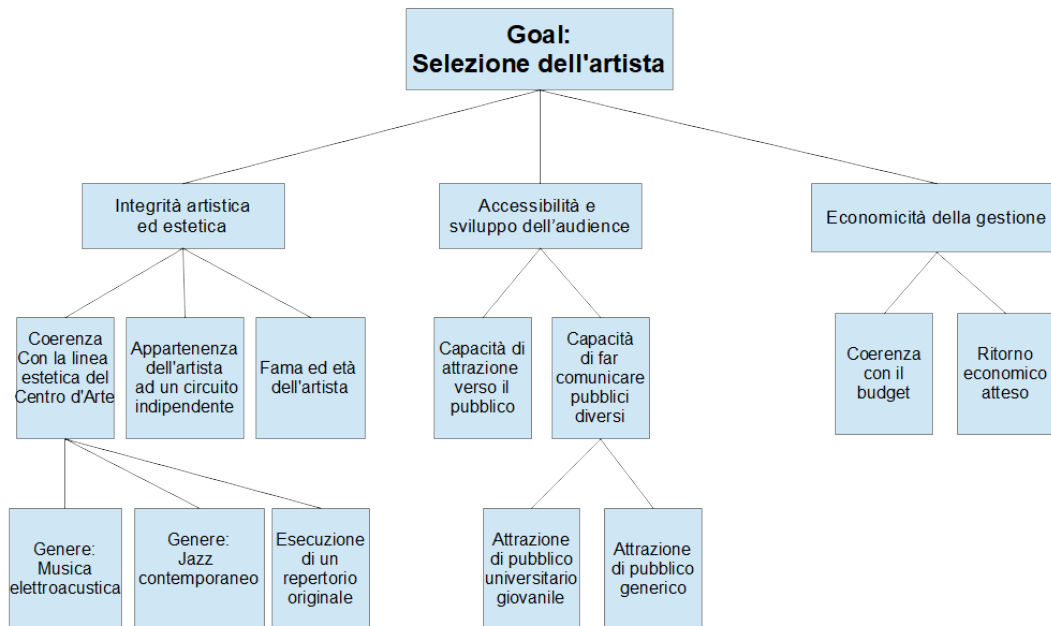 Goal:
Selezione dell'artista
Integrità artistica
ed estetica
Accessibilità e
sviluppo dell’audience
Economicità della gestione
Coerenza
Con la linea
estetica del
Centro d'Arte
Appartenenza
dell'artista
ad un circuito
indipendente
Fama ed età
dell'artista
Capacità di
attrazione
verso il
pubblico
Capacità
di far
comunicare
pubblici
diversi
Coerenza
con il
budget
Ritorno
economico
atteso
Genere:
Musica
elettroacustica
Genere:
Jazz
contemporaneo
Esecuzione
di un
repertorio
originale
Attrazione
di pubblico
universitario
giovanile
Attrazione
di pubblico
generico